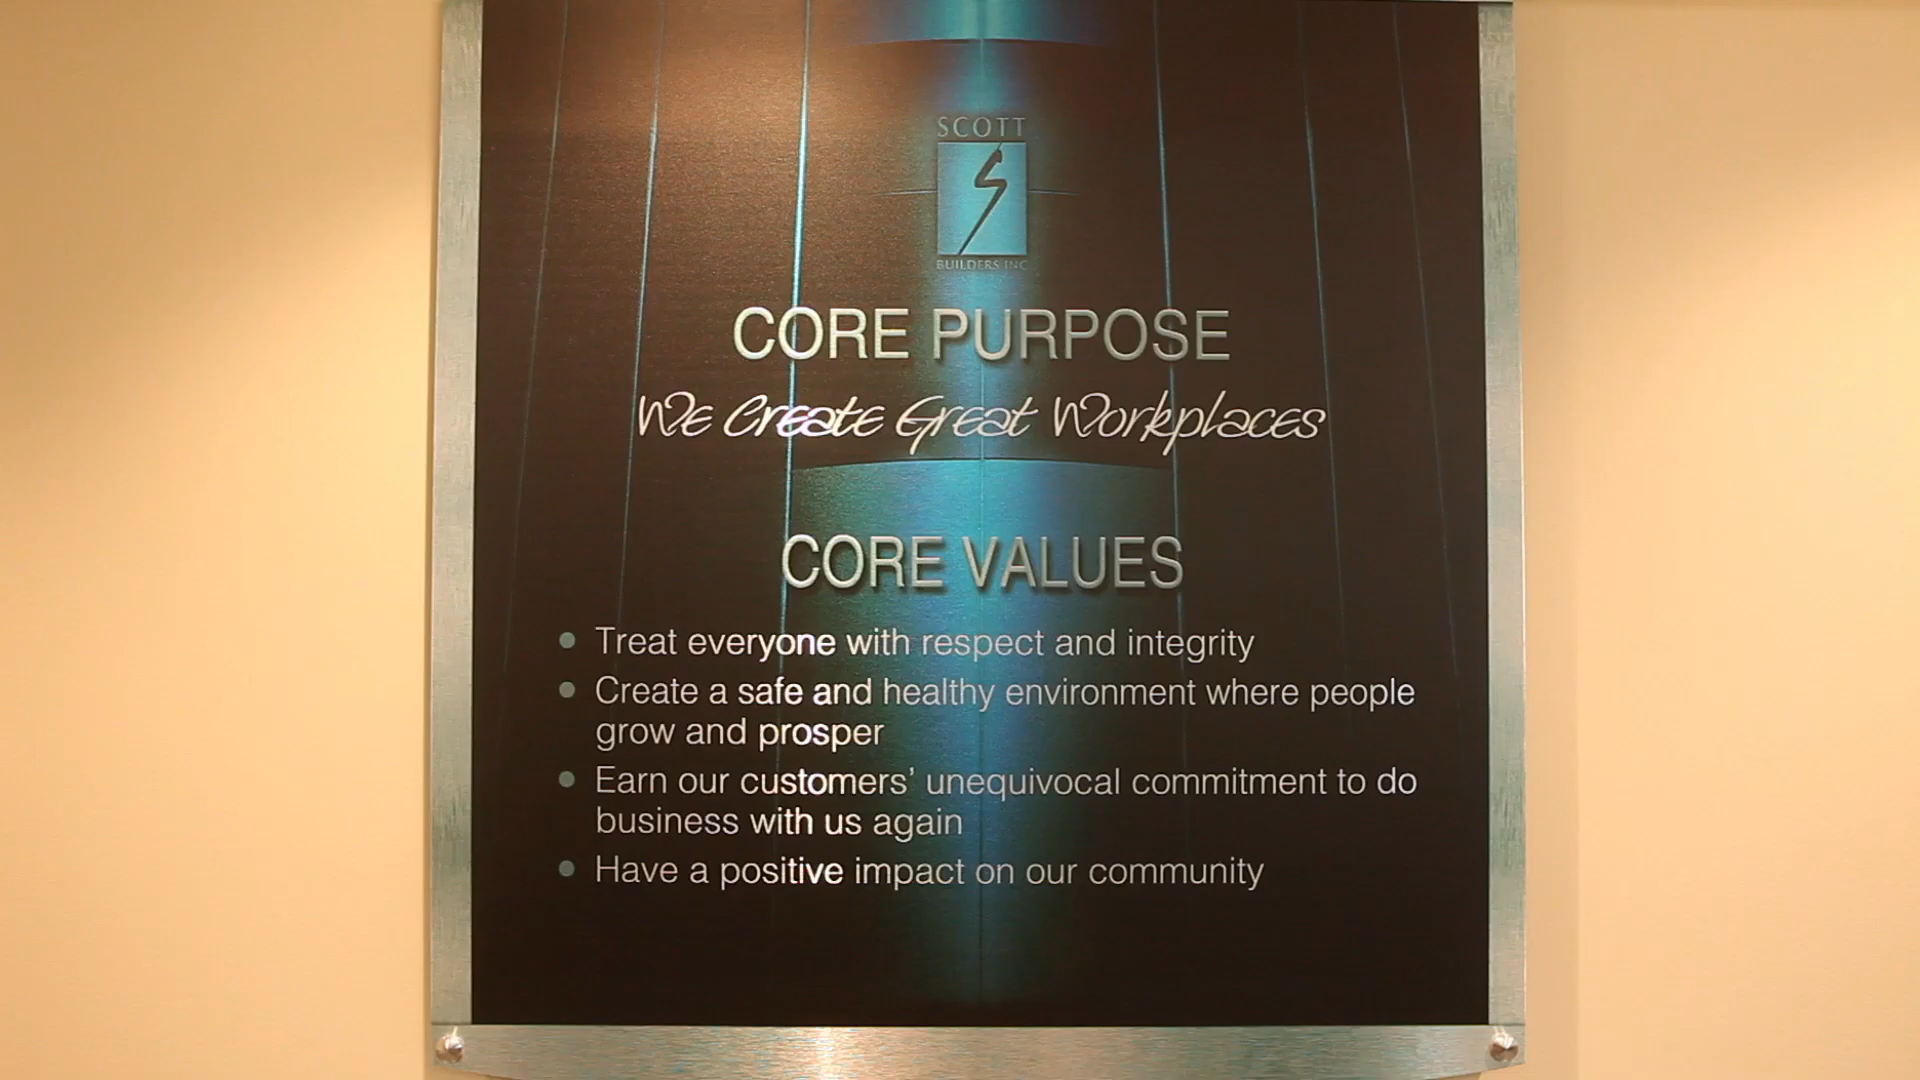 SCOTT
BUILDERS INC
CORE PURPOSE
We Create Great Workplaces
CORE VALUES
• Treat everyone with respect and integrity
• Create a safe and healthy environment where people
grow and prosper
• Earn our customers’ unequivocal commitment to do
business with us again
• Have a positive impact on our community